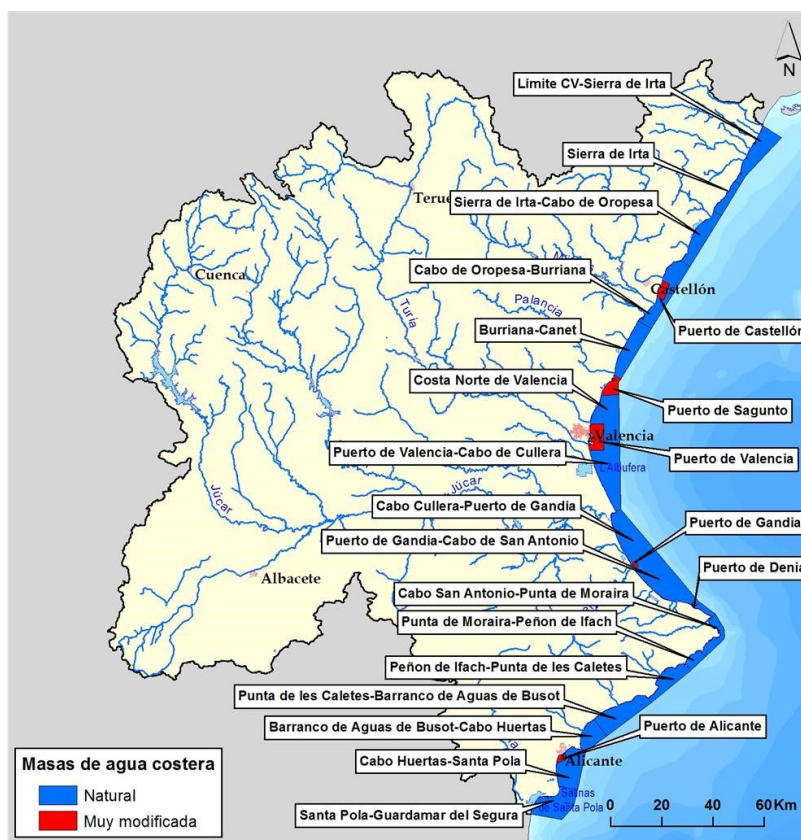 N
Límite CV-Sierra de Irta
Sierra de Irta
Sierra de Irta-Cabo de Oropesa
Cabo de Oropesa-Burriana
Castellón
Cuenca
Palancia
Turia
Burriana-Canet
Puerto de Castellón
Costa Norte de Valencia
Puerto de Sagunto
Valencia
Puerto de Valencia-Cabo de Cullera
Puerto de Valencia
L'Albufera
Júcar
Júcar
Cabo Cullera-Puerto de Gandía
Puerto de Gandia
Puerto de Gandia-Cabo de San Antonio
Puerto de Denia
Albacete
Cabo San Antonio-Punta de Moraira
Punta de Moraira-Peñon de Ifach
Peñon de Ifach-Punta de les Caletes
Punta de les Caletes-Barranco de Aguas de Busot
Barranco de Aguas de Busot-Cabo Huertas
Puerto de Alicante
Cabo Huertas-Santa Pola
Alicante
Salinas
de Santa Pola
Santa Pola-Guardamar del Segura
Masas de agua costera
Natural
Muy modificada
0 20 40 60 Km